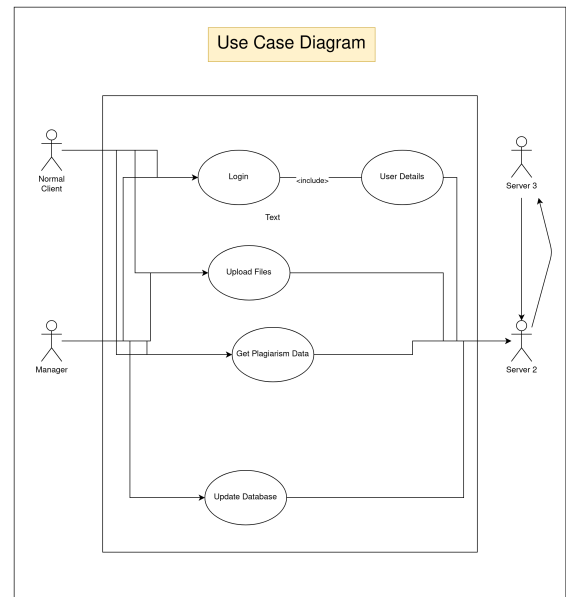 Use Case Diagram
Normal
Client
Login
<include>
User Details
Server 3
Text
Upload Files
Manager
Get Plagiarism Data
Server 2
Update Database